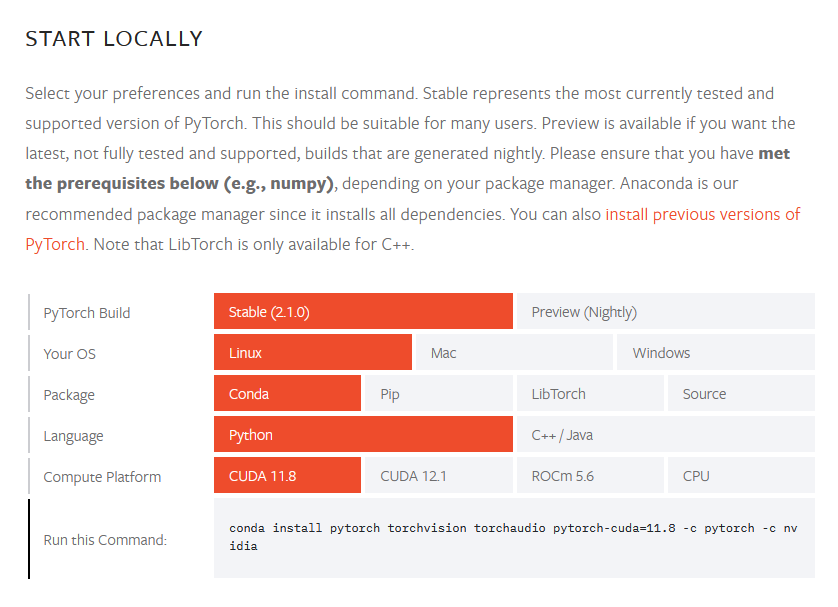 START LOCALLY
Select your preferences and run the install command. Stable represents the most currently tested and
supported version of PyTorch. This should be suitable for many users. Preview is available if you want the
latest, not fully tested and supported, builds that are generated nightly. Please ensure that you have met
the prerequisites below (e.g., numpy), depending on your package manager. Anaconda is our
recommended package manager since it installs all dependencies. You can also install previous versions of
PyTorch. Note that LibTorch is only available for C++.
PyTorch Build Stable (2.1.0) Preview (Nightly)
Your OS Linux Mac Windows
Package Conda Pip LibTorch Source
Language Python C++ / Java
Compute Platform CUDA 11.8 CUDA 12.1 ROCm 5.6 CPU
Run this Command: conda install pytorch torchvision torchaudio pytorch-cuda=11.8 -c pytorch -c nv
idia